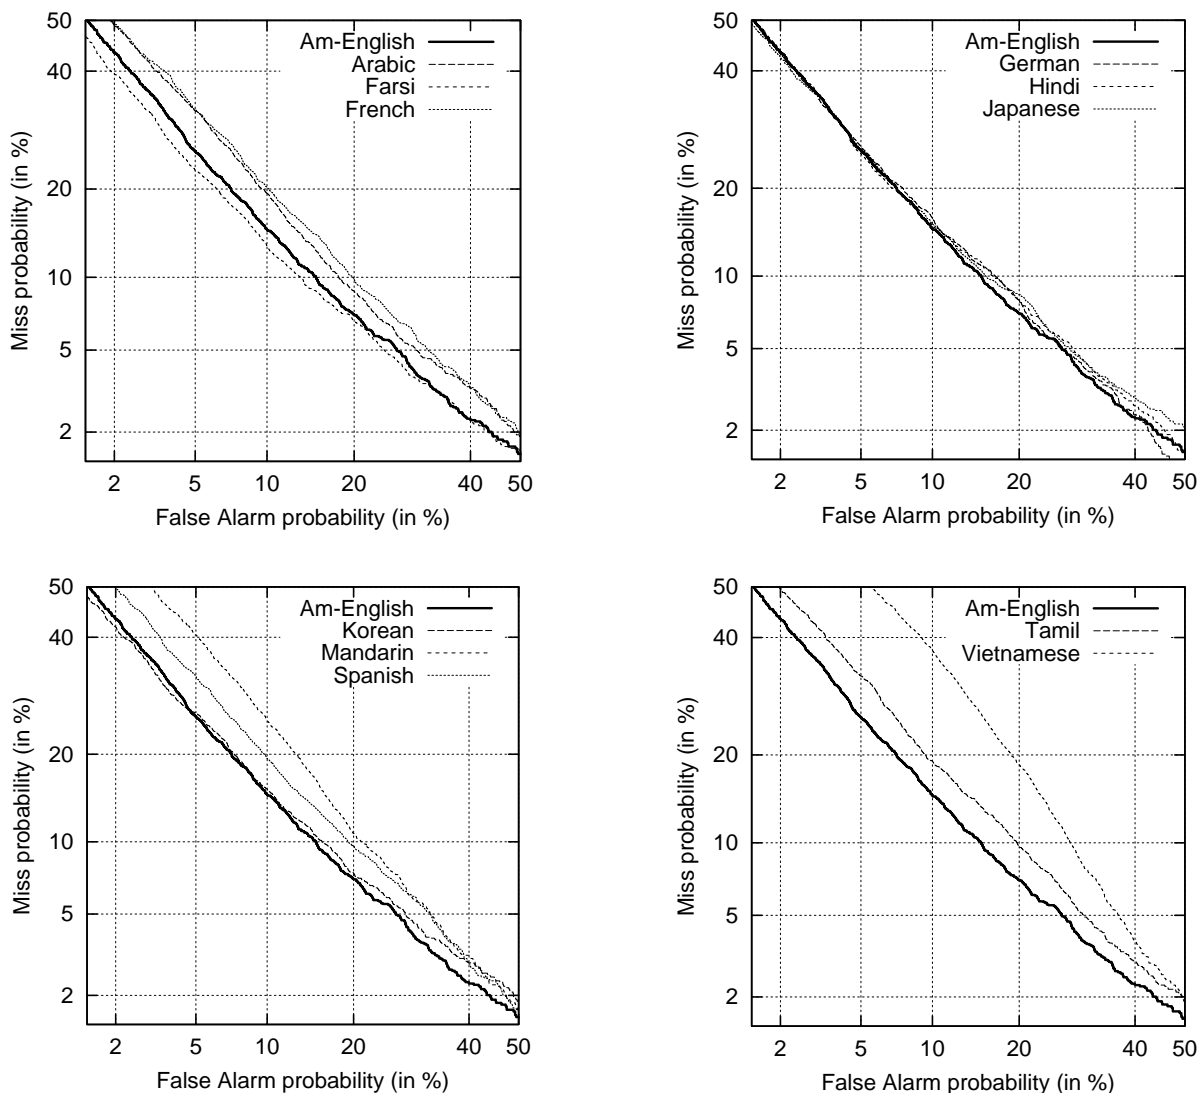 50
40
20
10
5
2
Miss probability (in %)
Am-English
Arabic
Farsi
French
2 5 10 20 40 50
False Alarm probability (in %)
50
40
20
10
5
2
Miss probability (in %)
Am-English
German
Hindi
Japanese
2 5 10 20 40 50
False Alarm probability (in %)
50
40
20
10
5
2
Miss probability (in %)
Am-English
Korean
Mandarin
Spanish
2 5 10 20 40 50
False Alarm probability (in %)
50
40
20
10
5
2
Miss probability (in %)
Am-English
Tamil
Vietnamese
2 5 10 20 40 50
False Alarm probability (in %)